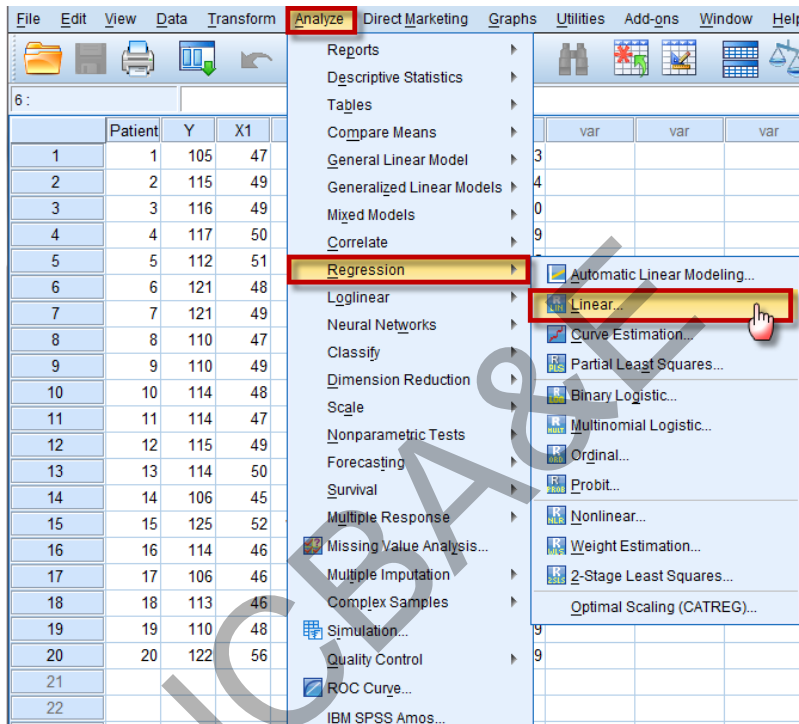 File Edit View Data Transform Analyze Direct Marketing Graphs Utilities Add-ons Window Help
6 :
Patient Y X1 var var var
1 1 105 47 3
2 2 115 49 4
3 3 116 49 0
4 4 117 50 9
5 5 112 51
6 6 121 48
7 7 121 49
8 8 110 47
9 9 110 49
10 10 114 48
11 11 114 47
12 12 115 49
13 13 114 50
14 14 106 45
15 15 125 52
16 16 114 46
17 17 106 46
18 18 113 46
19 19 110 48 9
20 20 122 56 9
21
22
Reports
Descriptive Statistics
Tables
Compare Means
General Linear Model
Generalized Linear Models
Mixed Models
Correlate
Regression
Loglinear
Neural Networks
Classify
Dimension Reduction
Scale
Nonparametric Tests
Forecasting
Survival
Multiple Response
Missing Value Analysis...
Multiple Imputation
Complex Samples
Simulation...
Quality Control
ROC Curve...
IBM SPSS Amos...
Automatic Linear Modeling...
Linear...
Curve Estimation...
Partial Least Squares...
Binary Logistic...
Multinomial Logistic...
Ordinal...
Probit...
Nonlinear...
Weight Estimation...
2-Stage Least Squares...
Optimal Scaling (CATREG)...
CBA&E